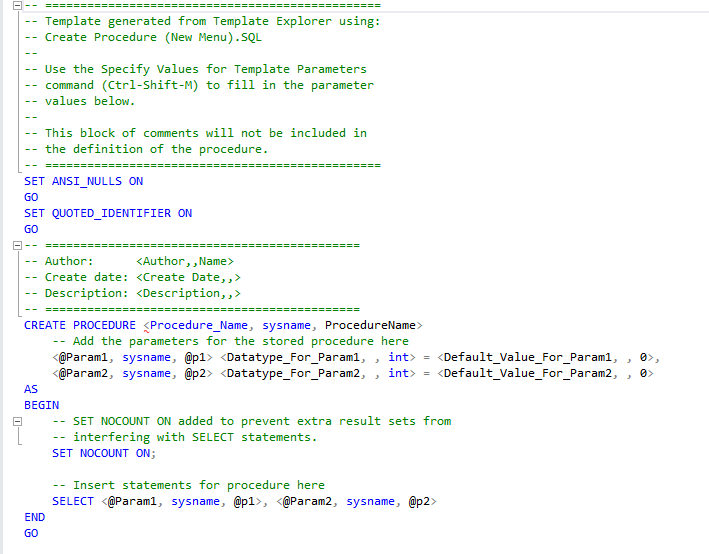 -- ================================================
-- Template generated from Template Explorer using:
-- Create Procedure (New Menu).SQL
--
-- Use the Specify Values for Template Parameters
-- command (Ctrl-Shift-M) to fill in the parameter
-- values below.
--
-- This block of comments will not be included in
-- the definition of the procedure.
-- ================================================
SET ANSI_NULLS ON
GO
SET QUOTED_IDENTIFIER ON
GO
-- =============================================
-- Author:      <Author,,Name>
-- Create date: <Create Date,,>
-- Description: <Description,,>
-- =============================================
CREATE PROCEDURE <Procedure_Name, sysname, ProcedureName>
    -- Add the parameters for the stored procedure here
    <@Param1, sysname, @p1> <Datatype_For_Param1, , int> = <Default_Value_For_Param1, , 0>,
    <@Param2, sysname, @p2> <Datatype_For_Param2, , int> = <Default_Value_For_Param2, , 0>
AS
BEGIN
    -- SET NOCOUNT ON added to prevent extra result sets from
    -- interfering with SELECT statements.
    SET NOCOUNT ON;

    -- Insert statements for procedure here
    SELECT <@Param1, sysname, @p1>, <@Param2, sysname, @p2>
END
GO